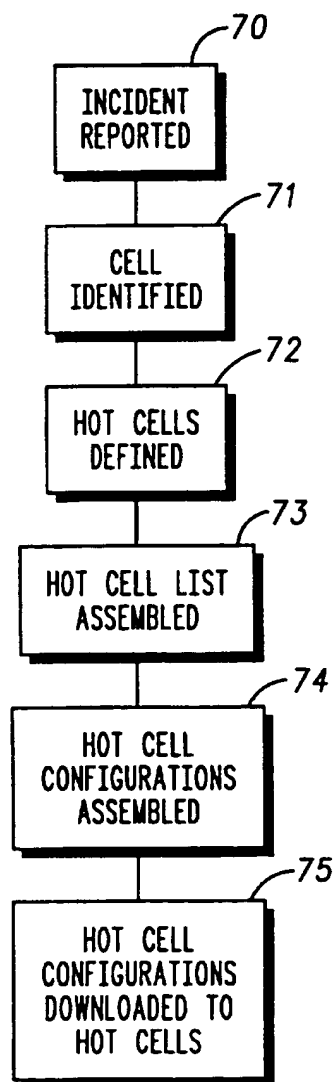 70
INCIDENT
REPORTED
71
CELL
IDENTIFIED
72
HOT CELLS
DEFINED
73
HOT CELL LIST
ASSEMBLED
74
HOT CELL
CONFIGURATIONS
ASSEMBLED
75
HOT CELL
CONFIGURATIONS
DOWNLOADED TO
HOT CELLS